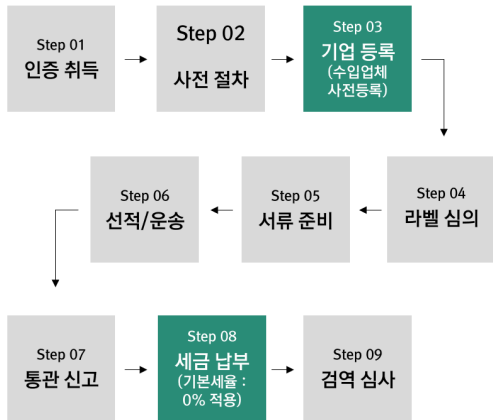 Step 01
인증 취득
Step 02
사전 절차
Step 03
기업 등록
(수입업체
사전등록)
Step 04
라벨 심의
Step 05
서류 준비
Step 06
선적/운송
Step 07
통관 신고
Step 08
세금 납부
(기본세율 :
0% 적용)
Step 09
검역 심사